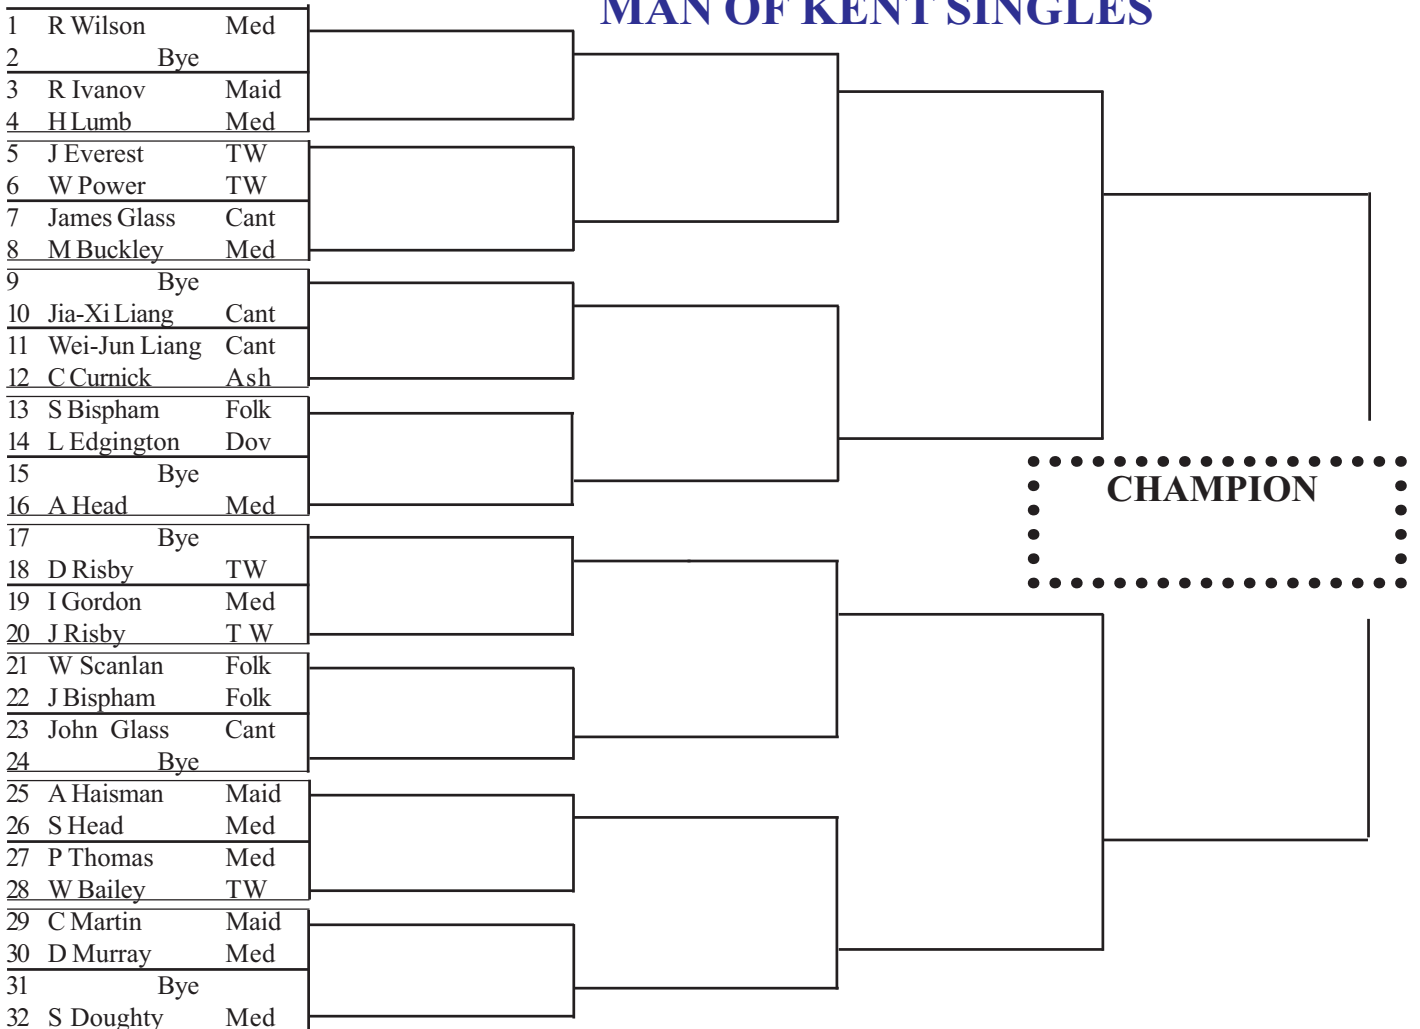 MAN OF KENT SINGLES
1 R Wilson Med
2 Bye
3 R Ivanov Maid
4 H Lumb Med
5 J Everest TW
6 W Power TW
7 James Glass Cant
8 M Buckley Med
9 Bye
10 Jia-Xi Liang Cant
11 Wei-Jun Liang Cant
12 C Curnick Ash
13 S Bispham Folk
14 L Edgington Dov
15 Bye
16 A Head Med
17 Bye
18 D Risby TW
19 I Gordon Med
20 J Risby T W
21 W Scanlan Folk
22 J Bispham Folk
23 John Glass Cant
24 Bye
25 A Haisman Maid
26 S Head Med
27 P Thomas Med
28 W Bailey TW
29 C Martin Maid
30 D Murray Med
31 Bye
32 S Doughty Med
CHAMPION